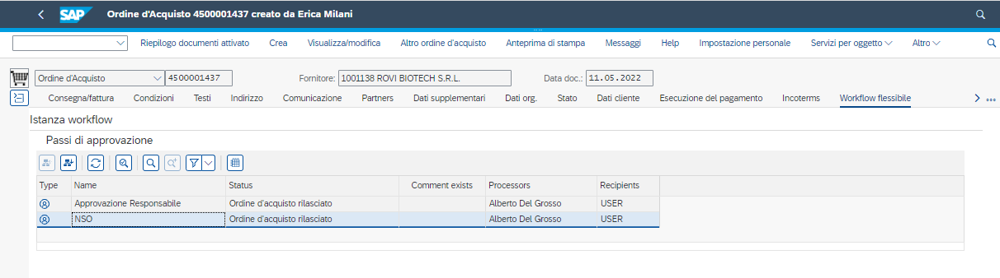 SAP Ordine d'Acquisto 4500001437 creato da Erica Milani
Riepilogo documenti attivato Crea Visualizza/modifica Altro ordine d'acquisto Anteprima di stampa Messaggi Help Impostazione personale Servizi per oggetto Altro
Ordine d'Acquisto 4500001437 Fornitore: 1001138 ROVI BIOTECH S.R.L. Data doc.: 11.05.2022
Consegna/fattura Condizioni Testi Indirizzo Comunicazione Partners Dati supplementari Dati org. Stato Dati cliente Esecuzione del pagamento Incoterms Workflow flessibile
Istanza workflow
Passi di approvazione
Type Name Status Comment exists Processors Recipients
Approvazione Responsabile Ordine d'acquisto rilasciato Alberto Del Grosso USER
NSO Ordine d'acquisto rilasciato Alberto Del Grosso USER